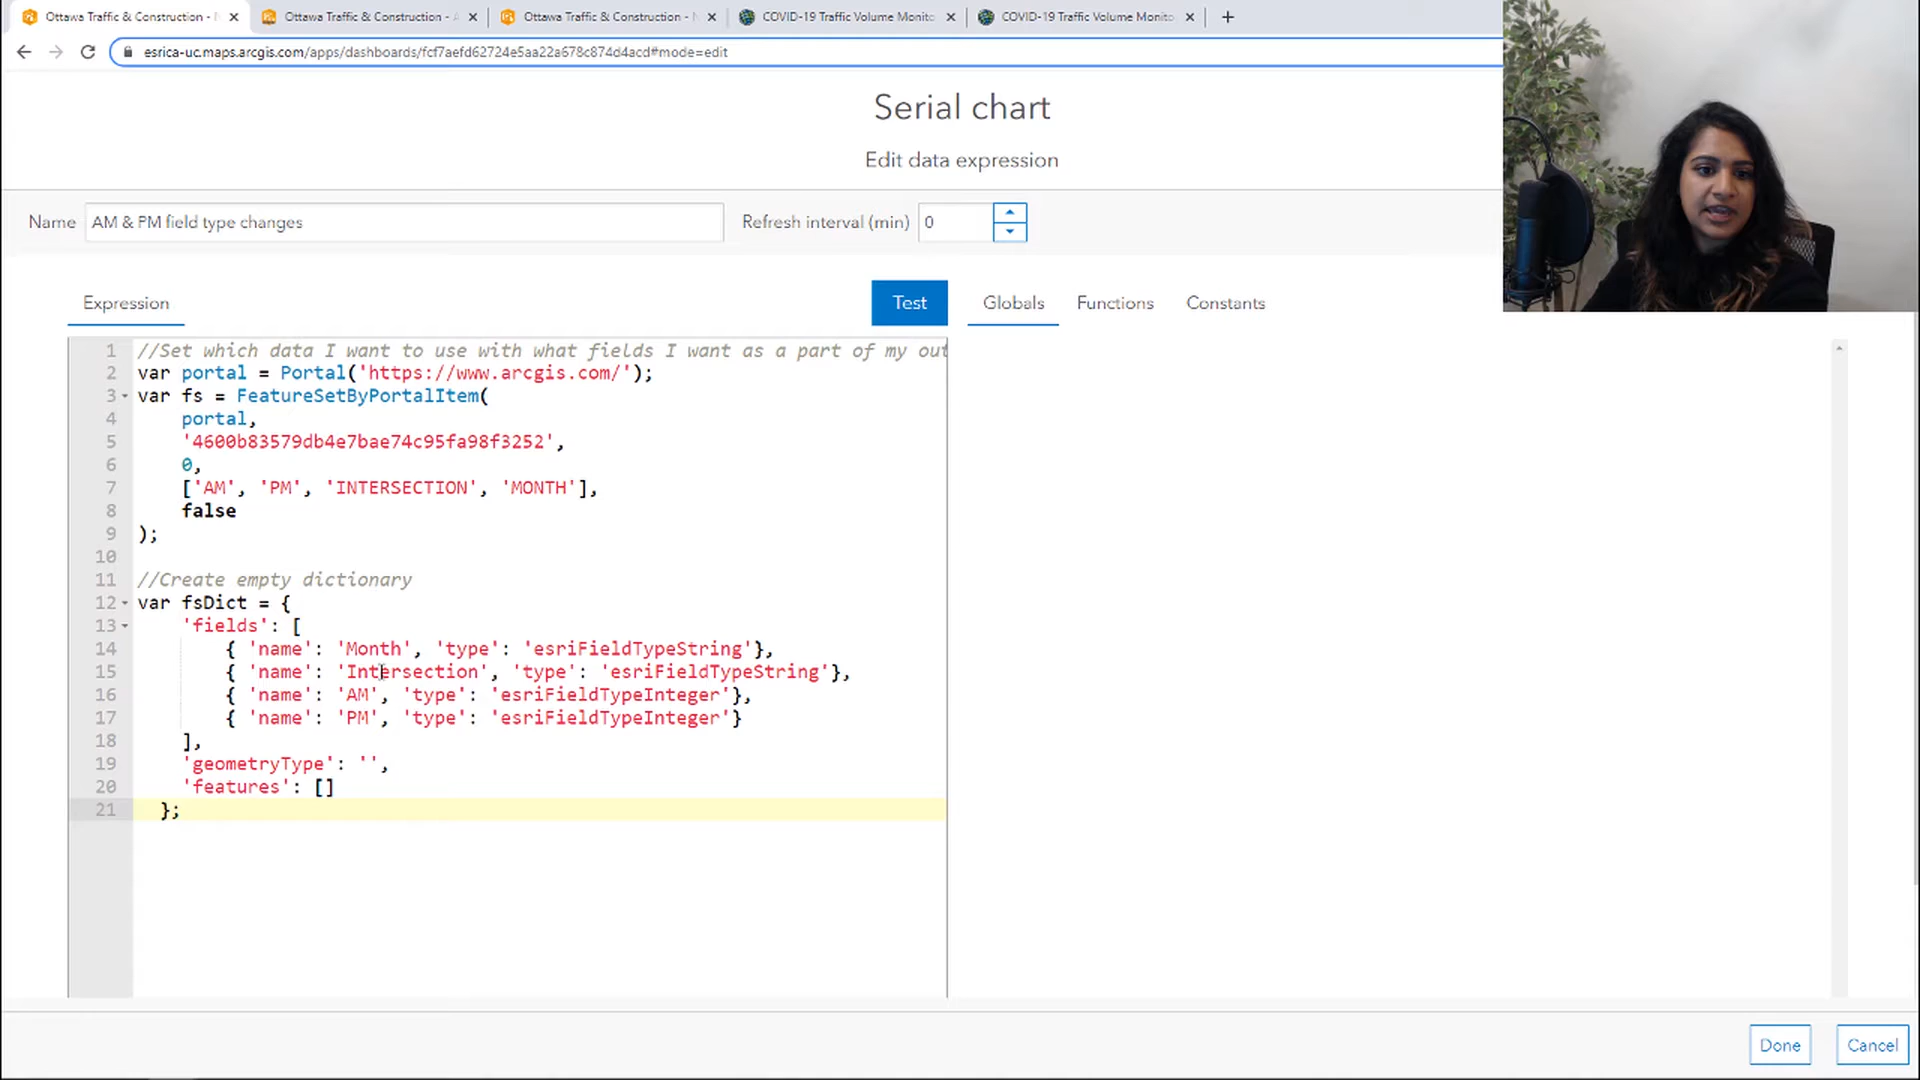 Ottawa Traffic & Construction -
Ottawa Traffic & Construction -
Ottawa Traffic & Construction -
COVID-19 Traffic Volume Monito
COVID-19 Traffic Volume Monito
esrica-uc.maps.arcgis.com/apps/dashboards/fcf7aefd62724e5aa22a678c874d4acd#mode=edit
Serial chart
Edit data expression
Name AM & PM field type changes Refresh interval (min) 0
Expression Test Globals Functions Constants
1 //Set which data I want to use with what fields I want as a part of my out
2 var portal = Portal('https://www.arcgis.com/');
3 var fs = FeatureSetByPortalItem(
4 portal,
5 '4600b83579db4e7bae74c95fa98f3252',
6 0,
7 ['AM', 'PM', 'INTERSECTION', 'MONTH'],
8 false
9 );
10
11 //Create empty dictionary
12 var fsDict = {
13 'fields': [
14 { 'name': 'Month', 'type': 'esriFieldTypeString'},
15 { 'name': 'Intersection', 'type': 'esriFieldTypeString'},
16 { 'name': 'AM', 'type': 'esriFieldTypeInteger'},
17 { 'name': 'PM', 'type': 'esriFieldTypeInteger'}
18 ],
19 'geometryType': '',
20 'features': []
21 };
Done Cancel